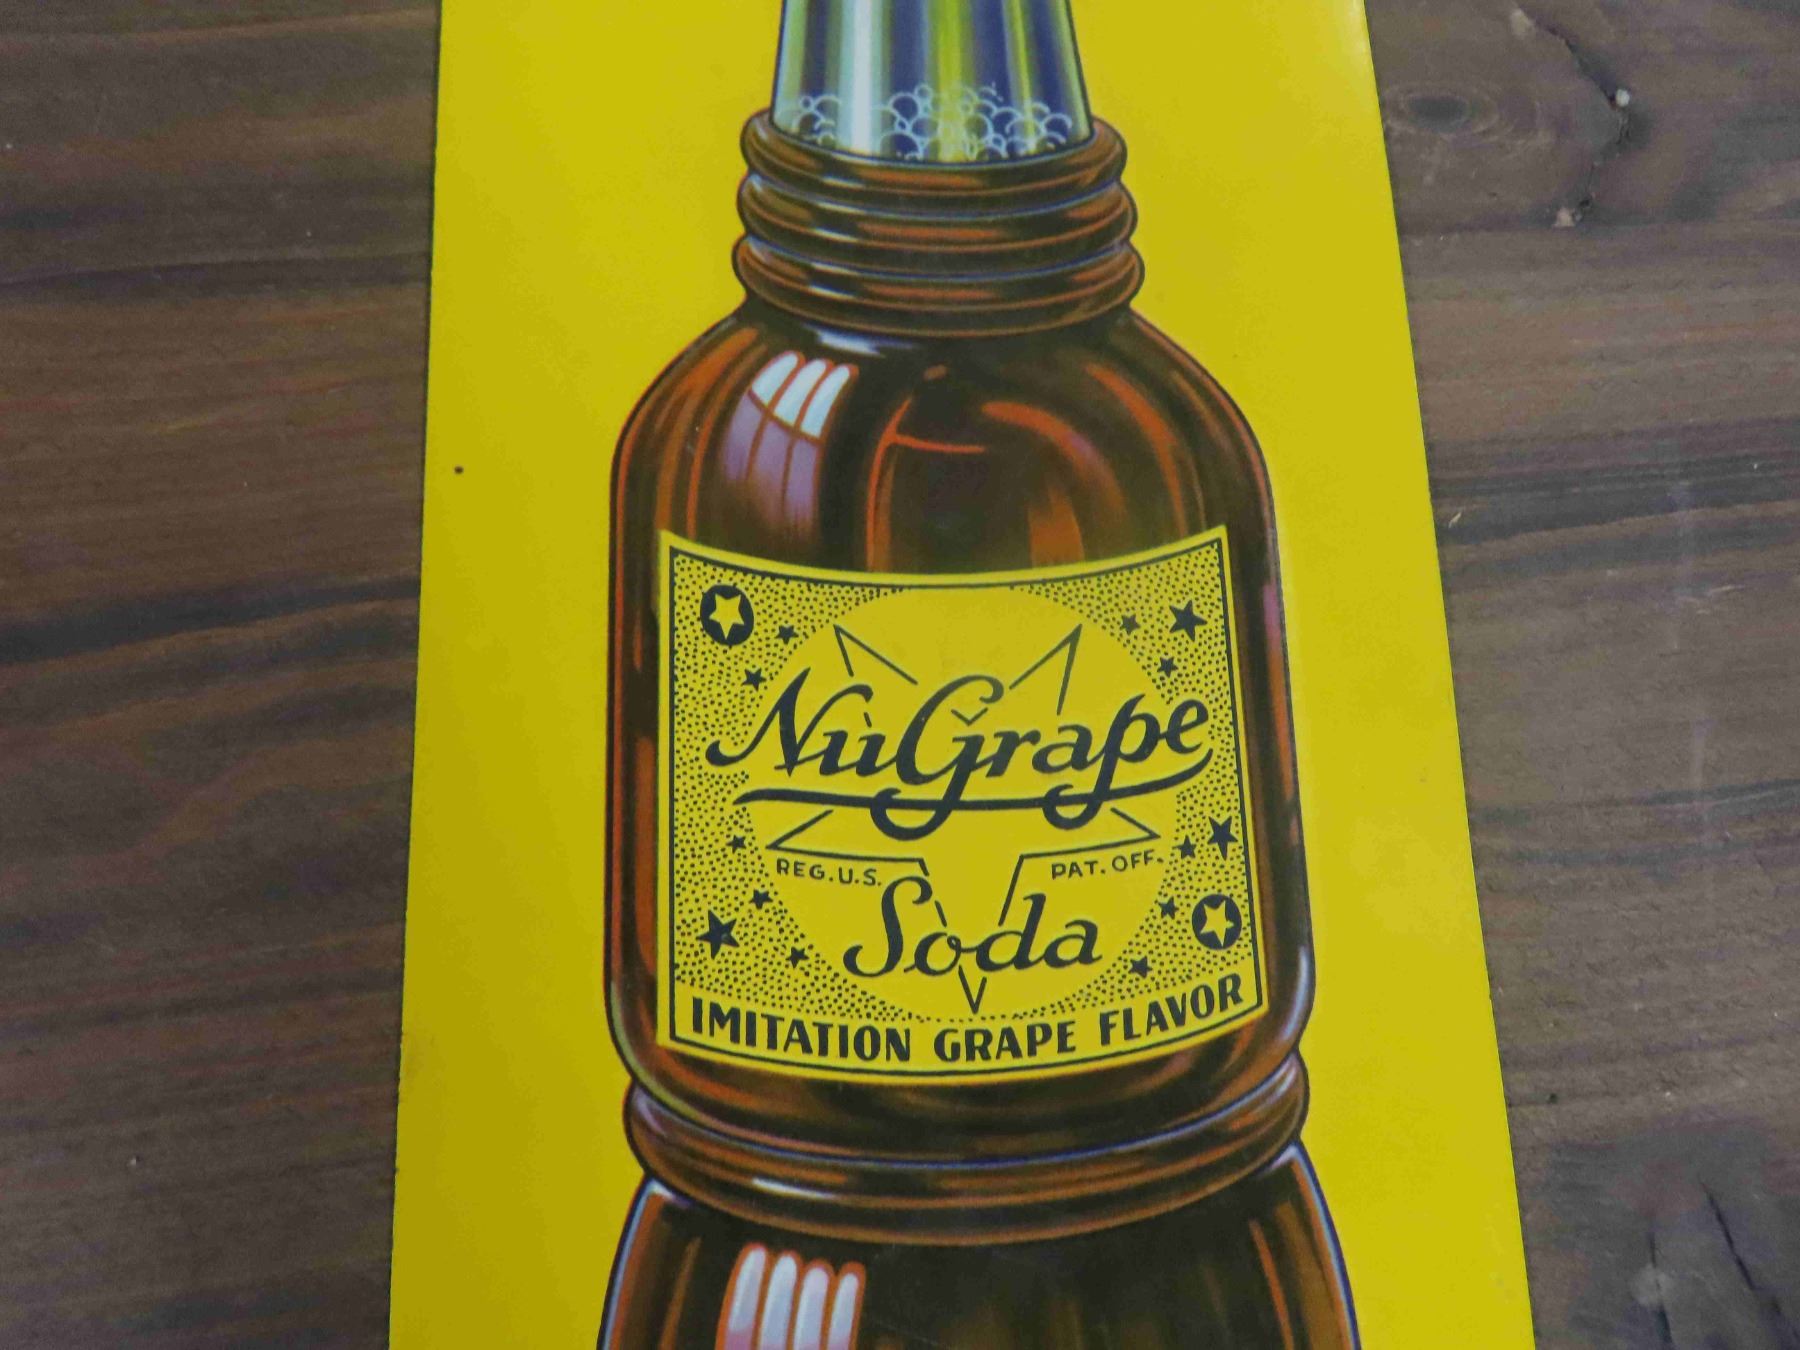 NuGrape
REG. U.S. PAT. OFF.
Soda
IMITATION GRAPE FLAVOR